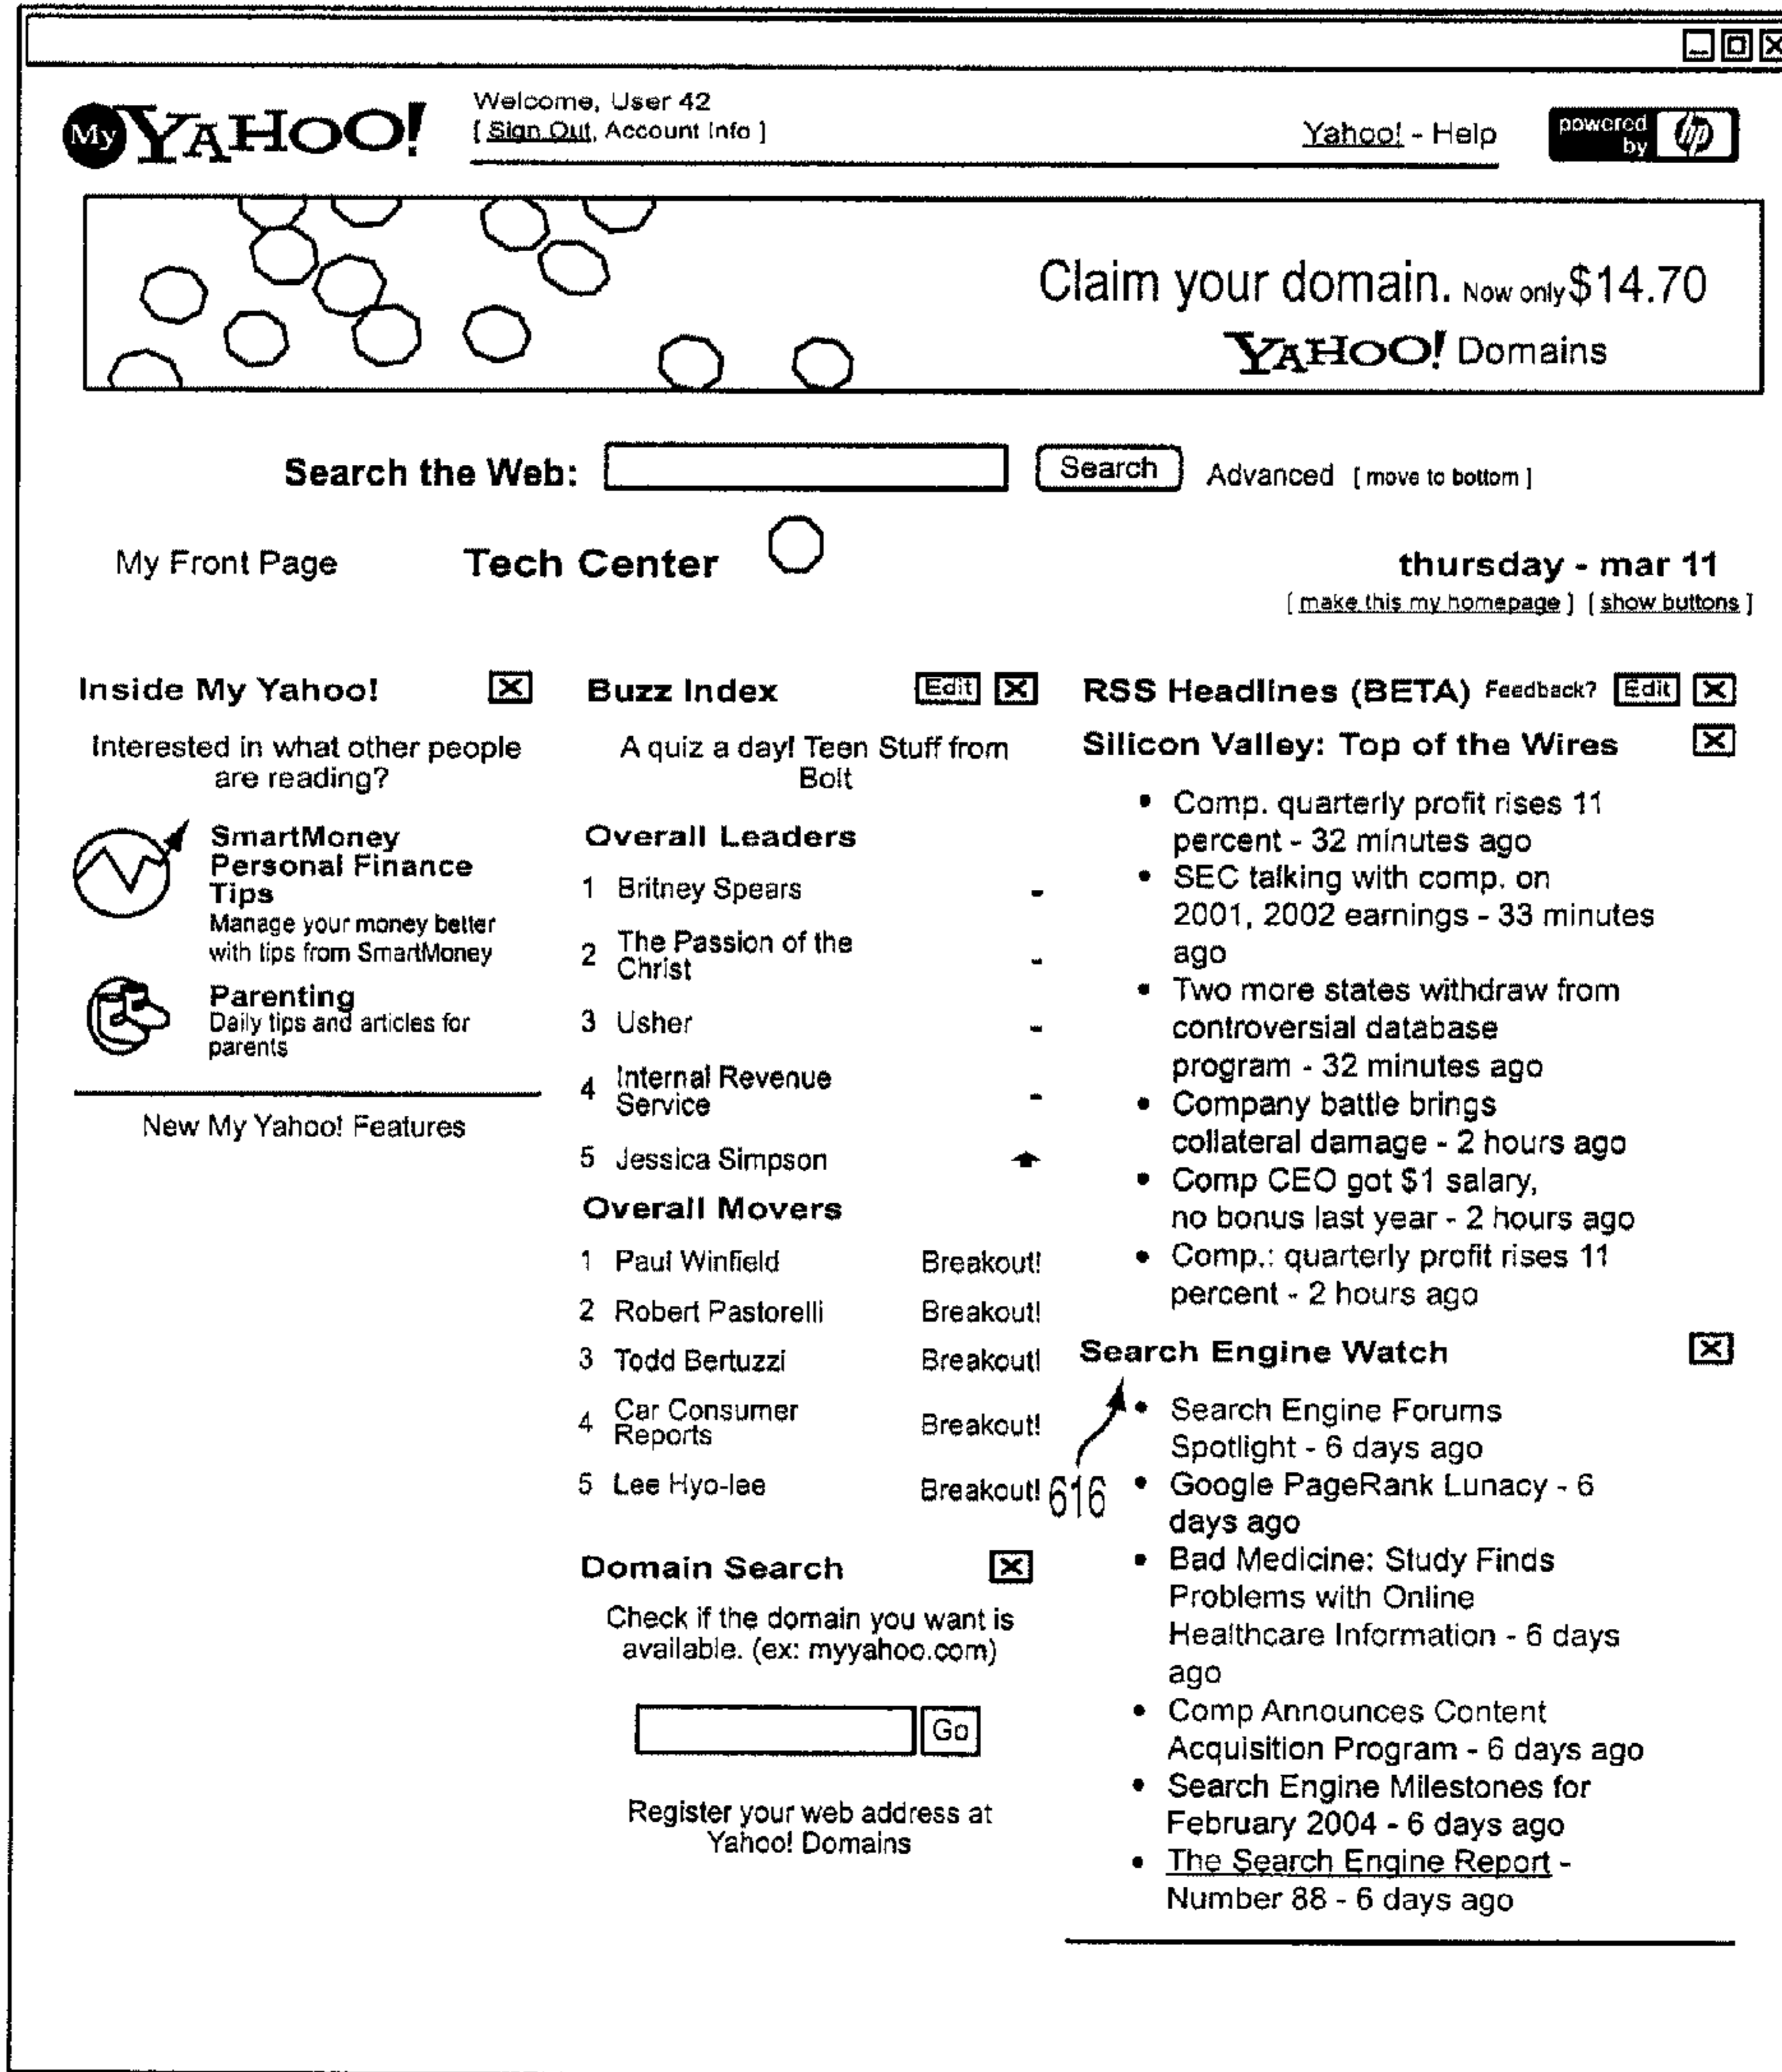 My YAHOO!
Welcome, User 42
[ Sign Out, Account Info ]
Yahoo! - Help
powered
by
hp
Claim your domain. Now only $14.70
YAHOO! Domains
Search the Web:
Search
Advanced [ move to bottom ]
My Front Page
Tech Center
thursday - mar 11
[ make this my homepage ] [ show buttons ]
Inside My Yahoo!
Interested in what other people
are reading?
SmartMoney
Personal Finance
Tips
Manage your money better
with tips from SmartMoney
Parenting
Daily tips and articles for
parents
New My Yahoo! Features
Buzz Index
Edit
A quiz a day! Teen Stuff from
Bolt
Overall Leaders
1 Britney Spears -
2 The Passion of the
Christ -
3 Usher -
4 Internal Revenue
Service -
5 Jessica Simpson
Overall Movers
1 Paul Winfield Breakout!
2 Robert Pastorelli Breakout!
3 Todd Bertuzzi Breakout!
4 Car Consumer
Reports Breakout!
5 Lee Hyo-lee Breakout!
Domain Search
Check if the domain you want is
available. (ex: myyahoo.com)
Go
Register your web address at
Yahoo! Domains
RSS Headlines (BETA) Feedback? Edit
Silicon Valley: Top of the Wires
• Comp. quarterly profit rises 11
percent - 32 minutes ago
• SEC talking with comp. on
2001, 2002 earnings - 33 minutes
ago
• Two more states withdraw from
controversial database
program - 32 minutes ago
• Company battle brings
collateral damage - 2 hours ago
• Comp CEO got $1 salary,
no bonus last year - 2 hours ago
• Comp.: quarterly profit rises 11
percent - 2 hours ago
Search Engine Watch
616
• Search Engine Forums
Spotlight - 6 days ago
• Google PageRank Lunacy - 6
days ago
• Bad Medicine: Study Finds
Problems with Online
Healthcare Information - 6 days
ago
• Comp Announces Content
Acquisition Program - 6 days ago
• Search Engine Milestones for
February 2004 - 6 days ago
• The Search Engine Report -
Number 88 - 6 days ago